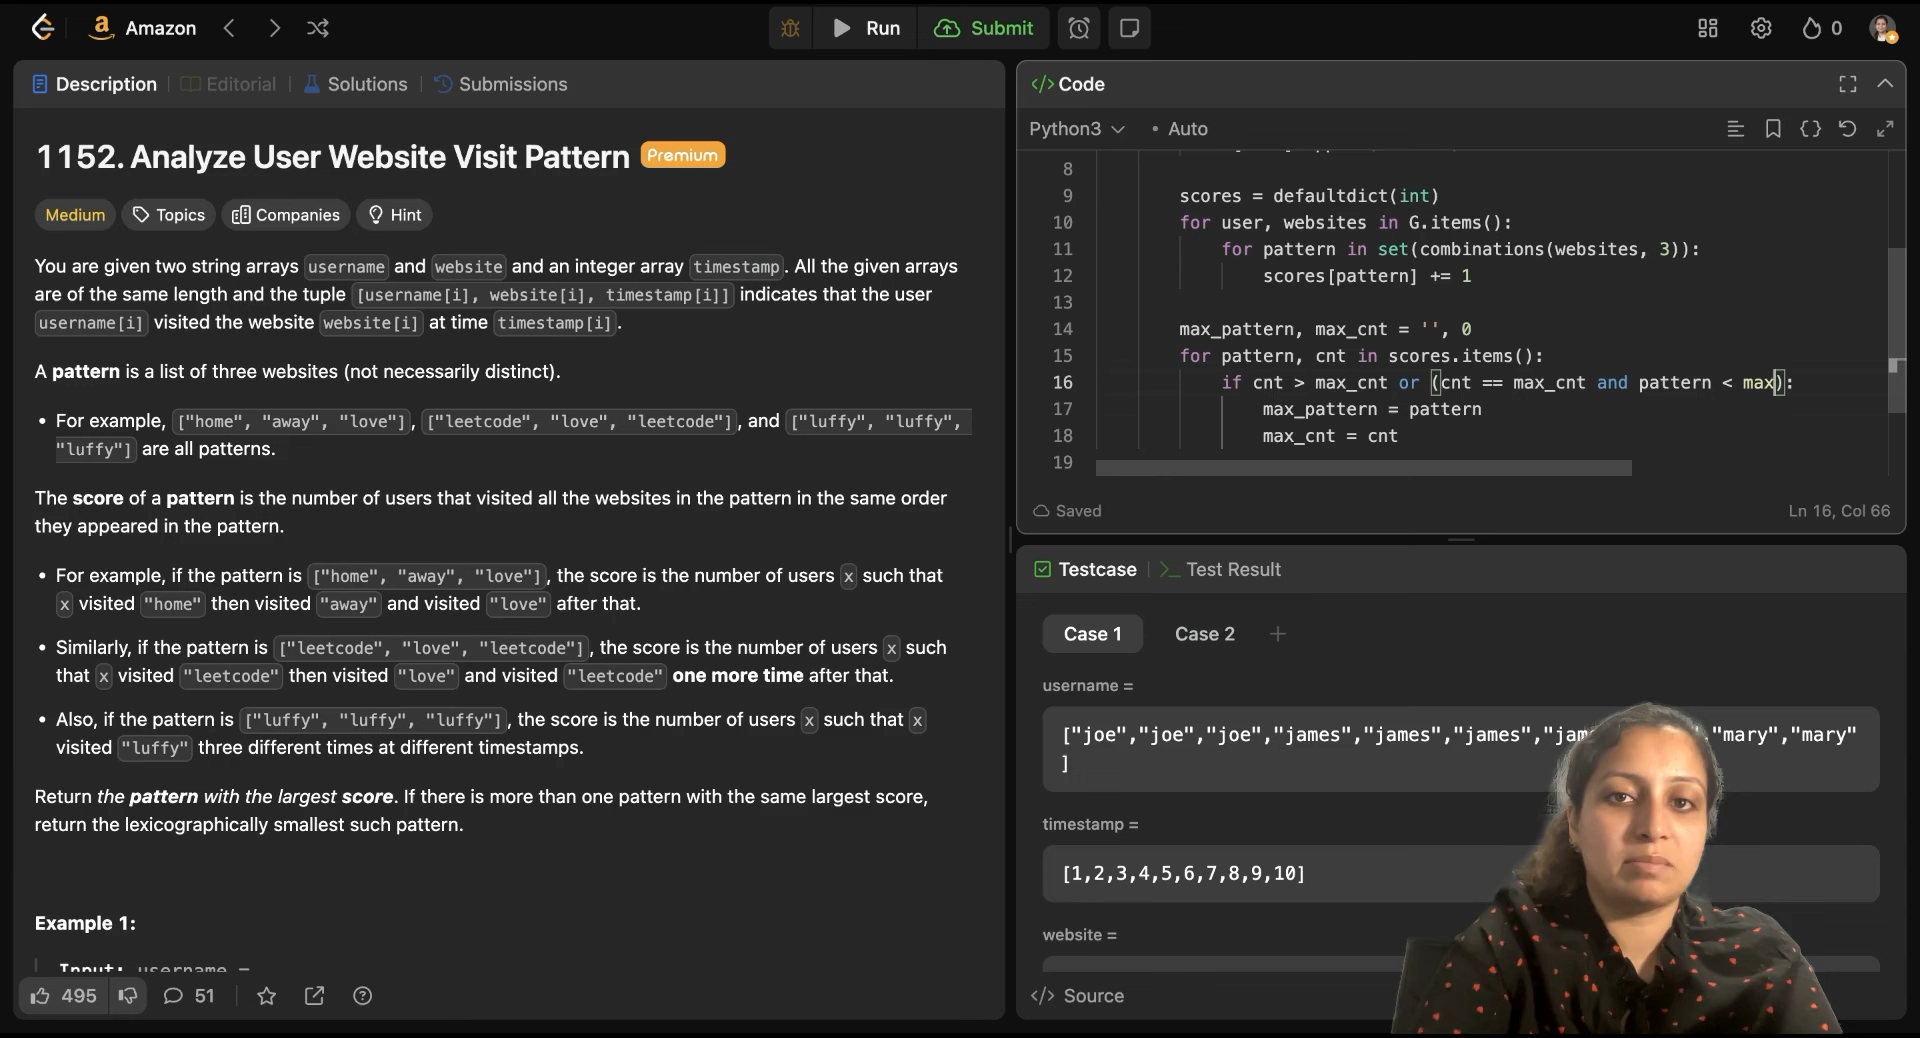 Amazon
Run
Submit
0
Description
Editorial
Solutions
Submissions
1152. Analyze User Website Visit Pattern
Premium
Medium
Topics
Companies
Hint
You are given two string arrays username and website and an integer array timestamp. All the given arrays
are of the same length and the tuple [username[i], website[i], timestamp[i]] indicates that the user
username[i] visited the website website[i] at time timestamp[i].
A pattern is a list of three websites (not necessarily distinct).
• For example, ["home", "away", "love"], ["leetcode", "love", "leetcode"], and ["luffy", "luffy",
"luffy"] are all patterns.
The score of a pattern is the number of users that visited all the websites in the pattern in the same order
they appeared in the pattern.
• For example, if the pattern is ["home", "away", "love"], the score is the number of users x such that
x visited "home" then visited "away" and visited "love" after that.
• Similarly, if the pattern is ["leetcode", "love", "leetcode"], the score is the number of users x such
that x visited "leetcode" then visited "love" and visited "leetcode" one more time after that.
• Also, if the pattern is ["luffy", "luffy", "luffy"], the score is the number of users x such that x
visited "luffy" three different times at different timestamps.
Return the pattern with the largest score. If there is more than one pattern with the same largest score,
return the lexicographically smallest such pattern.
Example 1:
Input: username =
495
51
</> Code
Python3
• Auto
8
9 scores = defaultdict(int)
10 for user, websites in G.items():
11 for pattern in set(combinations(websites, 3)):
12 scores[pattern] += 1
13
14 max_pattern, max_cnt = '', 0
15 for pattern, cnt in scores.items():
16 if cnt > max_cnt or (cnt == max_cnt and pattern < max):
17 max_pattern = pattern
18 max_cnt = cnt
19
Saved
Ln 16, Col 66
Testcase
>_ Test Result
Case 1
Case 2
+
username =
["joe","joe","joe","james","james","james","jam ,"mary","mary"
]
timestamp =
[1,2,3,4,5,6,7,8,9,10]
website =
</> Source